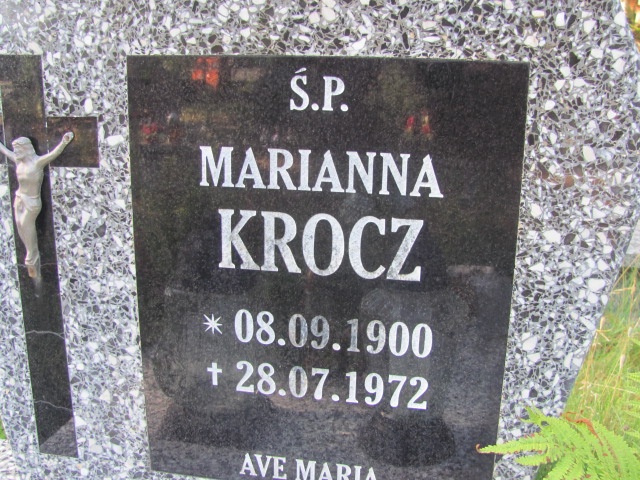 Ś.P.
MARIANNA
KROCZ
* 08.09.1900
† 28.07.1972
AVE MARIA